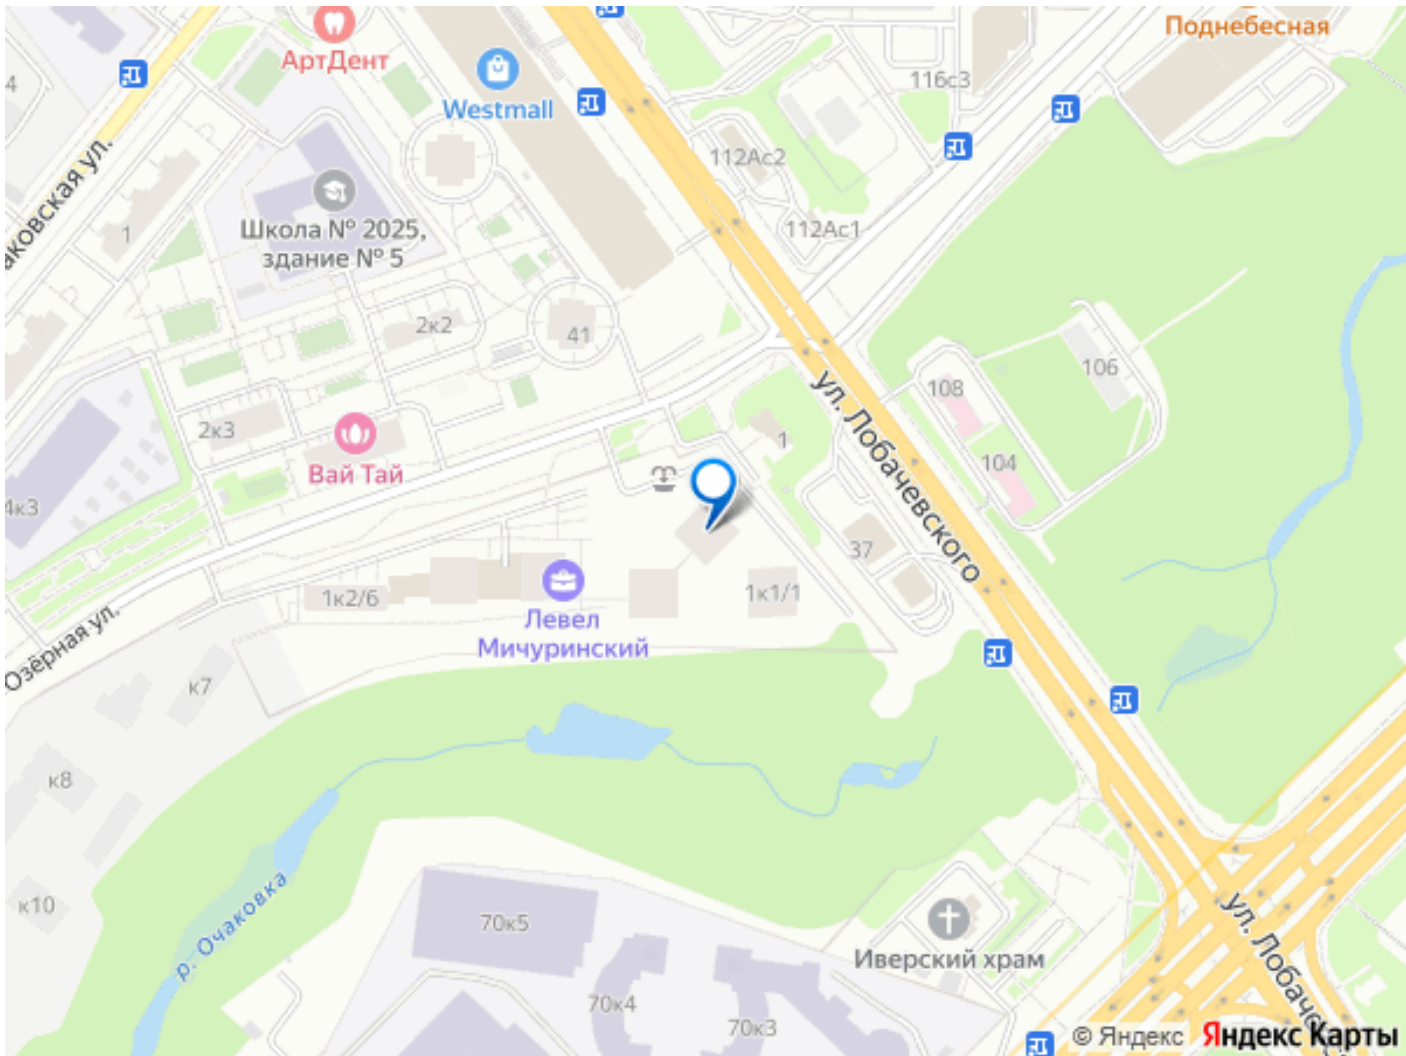 Поднебесная
АртДент
116с3
4
Westmall
112Ас2
аковская ул.
1
Школа № 2025,
здание № 5
112Ас1
2к2
41
106
ул. Лобачевского
108
2к3
1
Вай Тай
104
4к3
37
1к2/6
1к1/1
Левел
Мичуринский
Озёрная ул.
к7
к8
р. Очаковка
к10
70к5
ул. Лобачевс
Иверский храм
70к4
70к3
© Яндекс Яндекс Карты